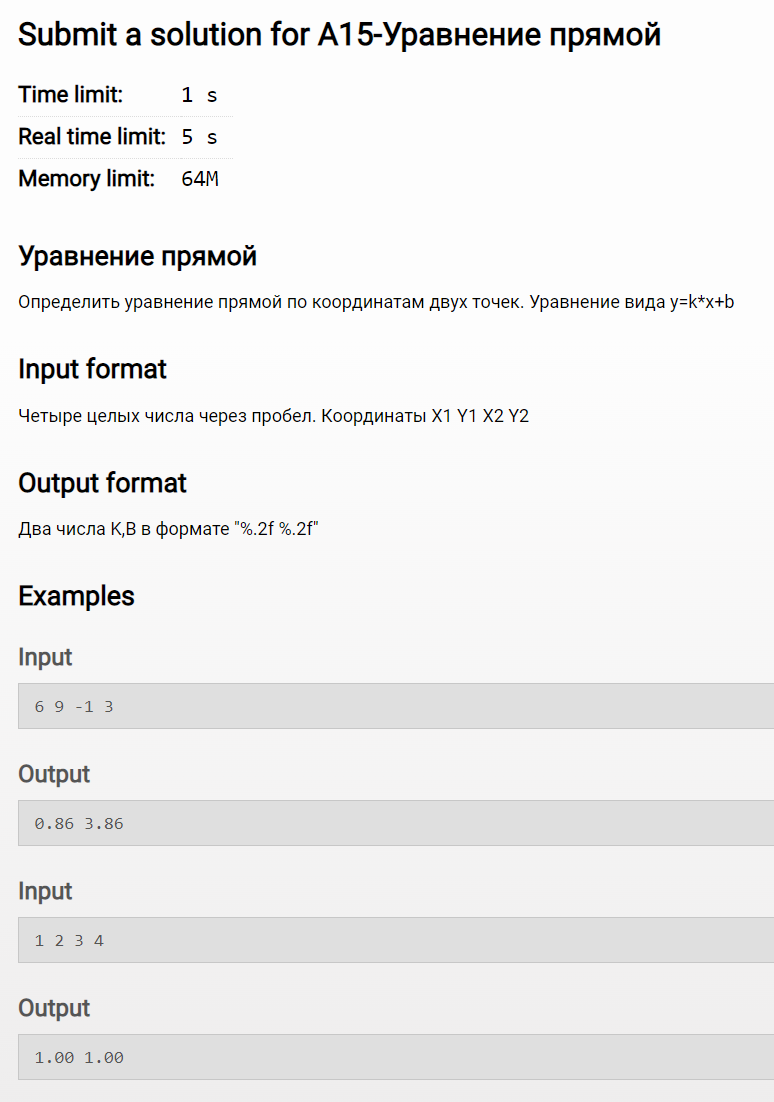 Submit a solution for A15-Уравнение прямой
Time limit: 1 s
Real time limit: 5 s
Memory limit: 64M
Уравнение прямой
Определить уравнение прямой по координатам двух точек. Уравнение вида y=k*x+b
Input format
Четыре целых числа через пробел. Координаты X1 Y1 X2 Y2
Output format
Два числа K,B в формате "%.2f %.2f"
Examples
Input
6 9 -1 3
Output
0.86 3.86
Input
1 2 3 4
Output
1.00 1.00